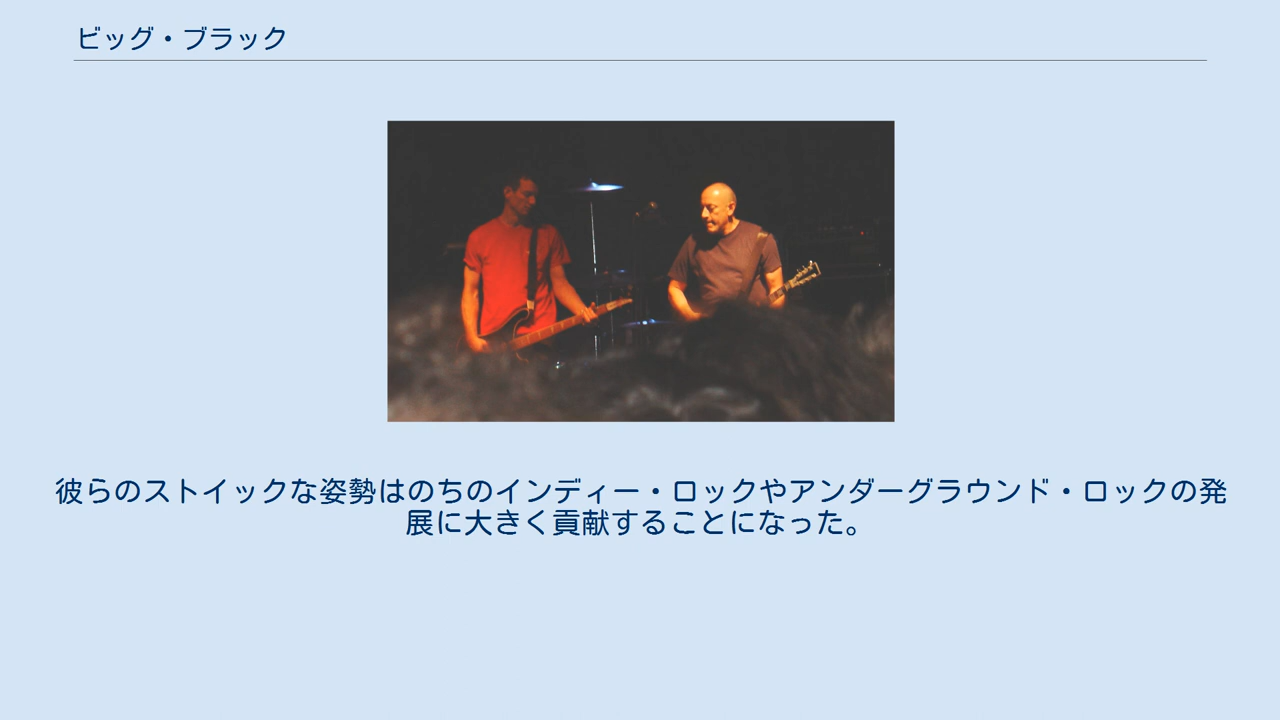 ビッグ・ブラック
彼らのストイックな姿勢はのちのインディー・ロックやアンダーグラウンド・ロックの発
展に大きく貢献することになった。